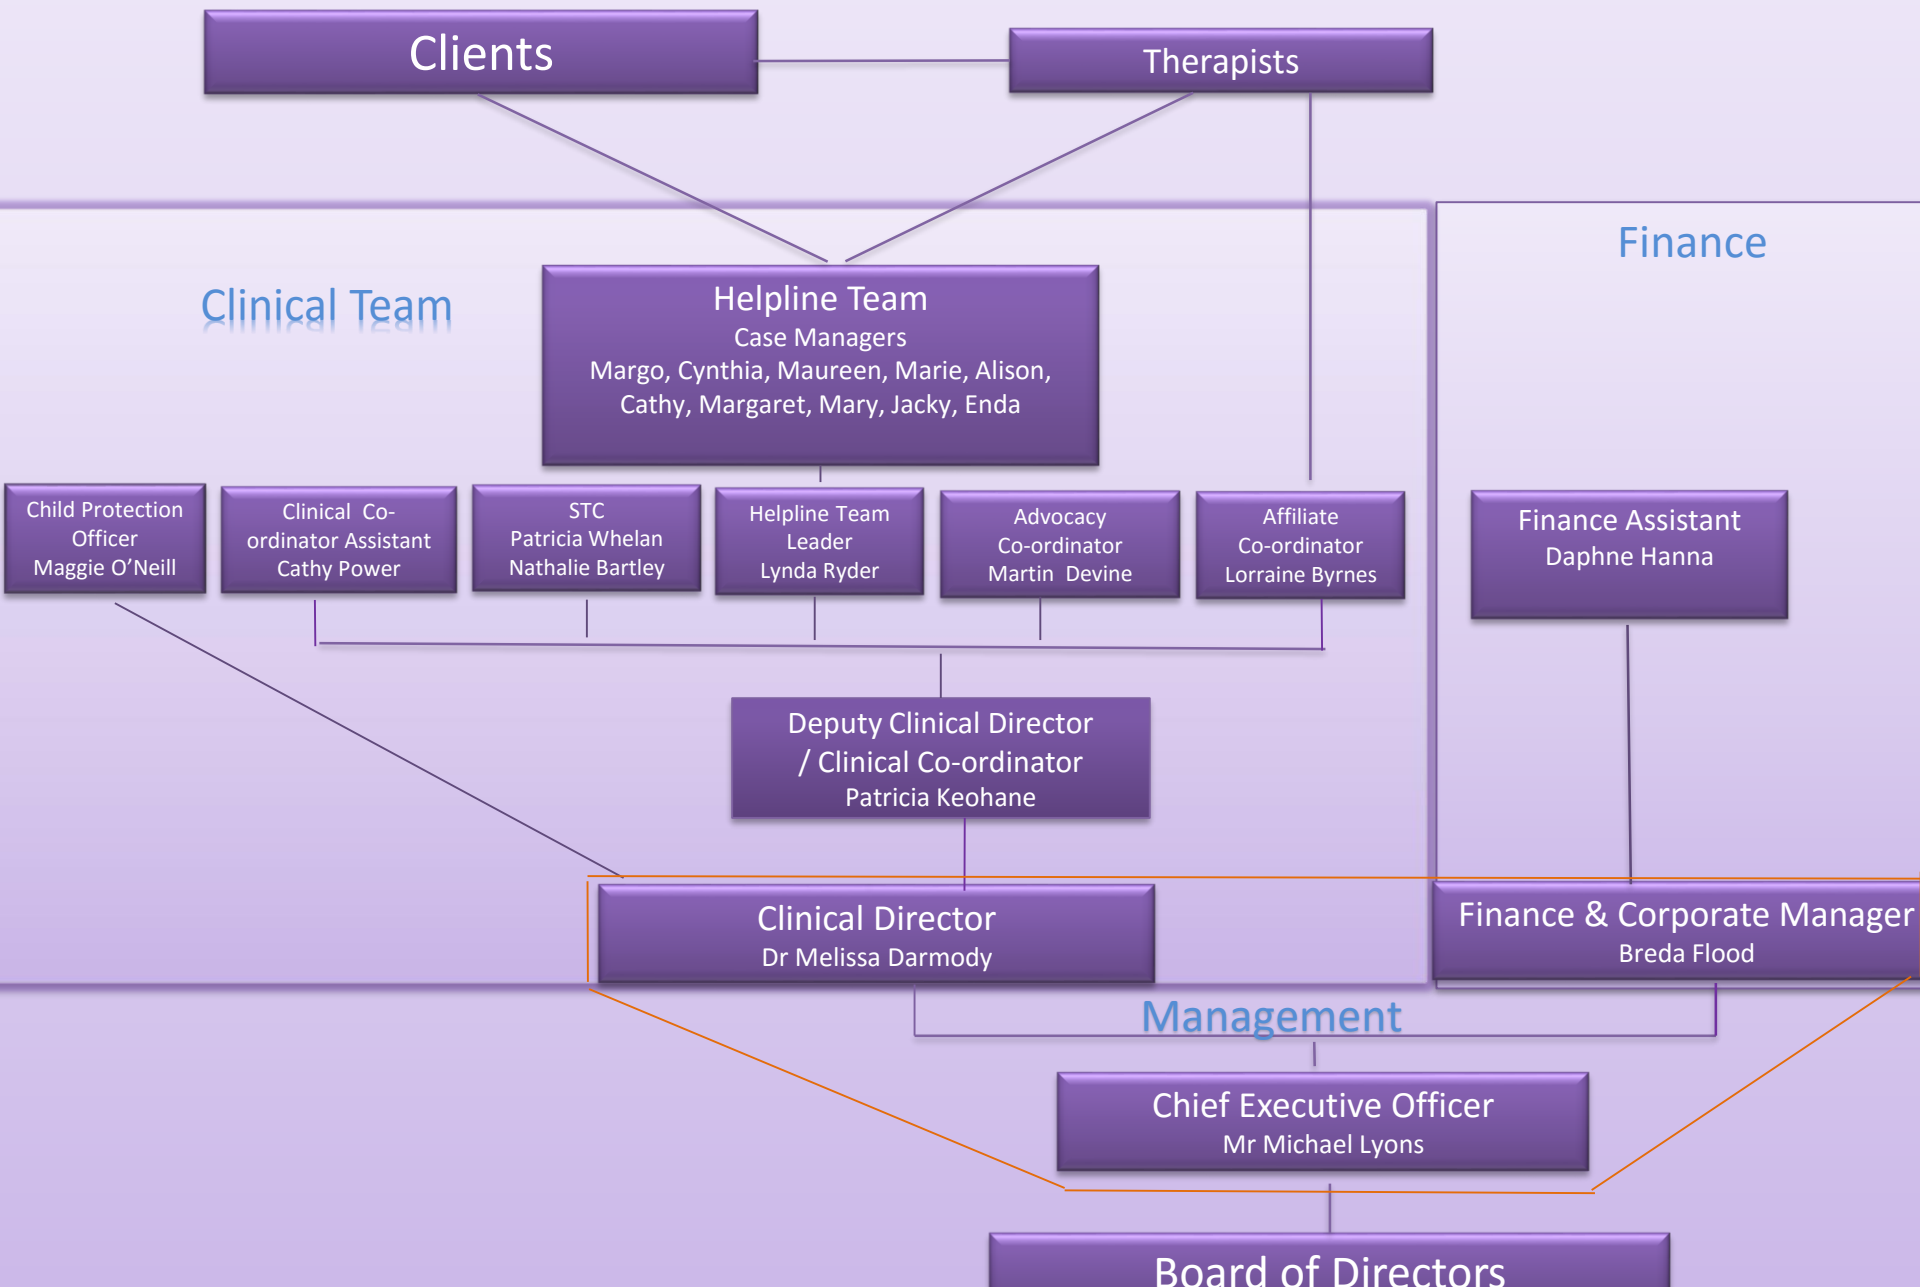 Clients
Therapists
Finance
Clinical Team
Helpline Team
Case Managers
Margo, Cynthia, Maureen, Marie, Alison,
Cathy, Margaret, Mary, Jacky, Enda
Child Protection
Officer
Maggie O’Neill
Clinical Co-
ordinator Assistant
Cathy Power
STC
Patricia Whelan
Nathalie Bartley
Helpline Team
Leader
Lynda Ryder
Advocacy
Co-ordinator
Martin Devine
Affiliate
Co-ordinator
Lorraine Byrnes
Finance Assistant
Daphne Hanna
Deputy Clinical Director
/ Clinical Co-ordinator
Patricia Keohane
Clinical Director
Dr Melissa Darmody
Finance & Corporate Manager
Breda Flood
Management
Chief Executive Officer
Mr Michael Lyons
Board of Directors